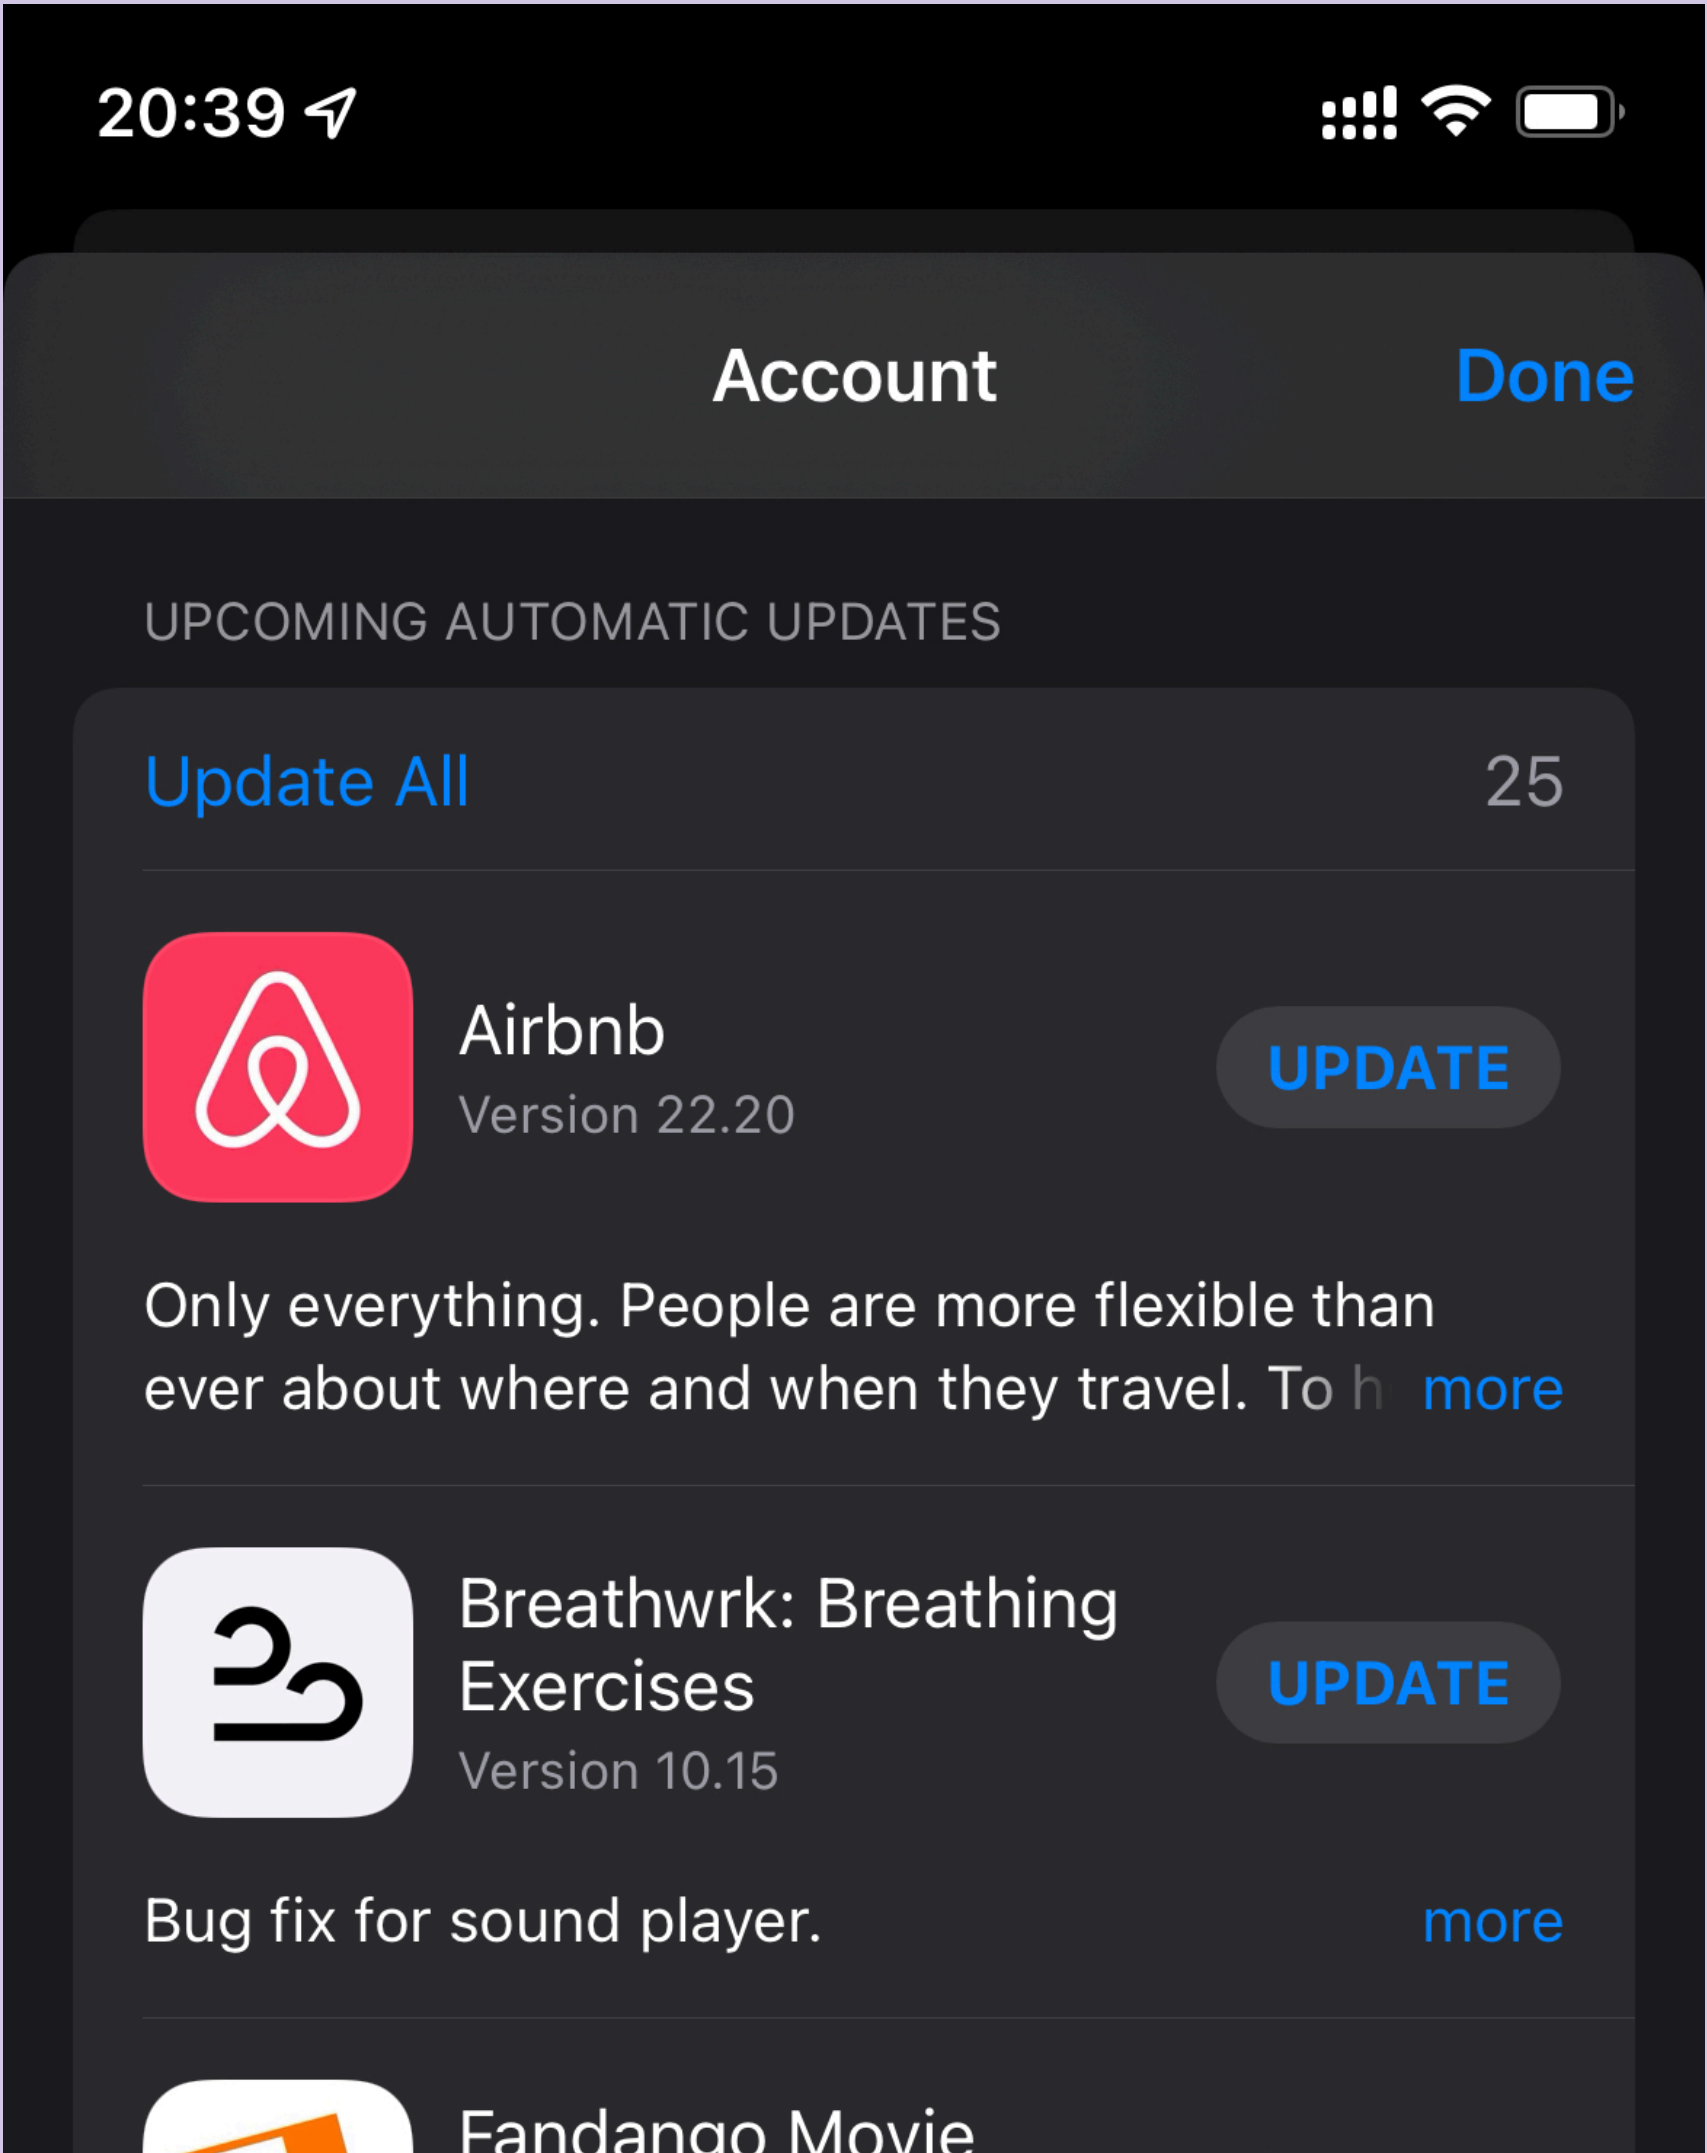 20:39
Account
Done
UPCOMING AUTOMATIC UPDATES
Update All
25
Airbnb
Version 22.20
UPDATE
Only everything. People are more flexible than
ever about where and when they travel. To h more
Breathwrk: Breathing
Exercises
Version 10.15
UPDATE
Bug fix for sound player.
more
Fandango Movie